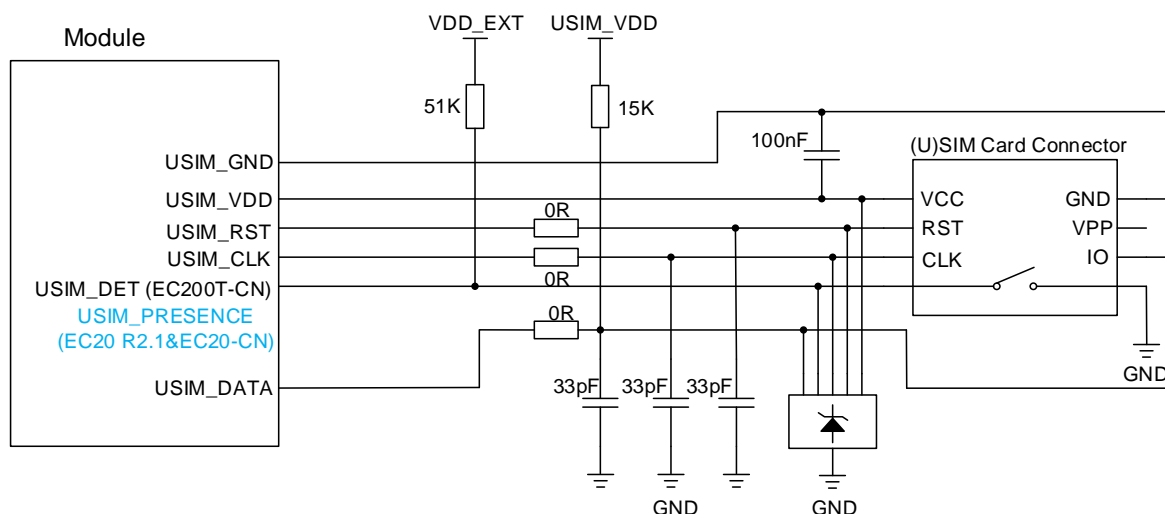 VDD_EXT
USIM_VDD
Module
51K
15K
100nF
(U)SIM Card Connector
USIM_GND
USIM_VDD
VCC
GND
0R
USIM_RST
RST
VPP
USIM_CLK
CLK
IO
0R
USIM_DET (EC200T-CN)
USIM_PRESENCE
0R
(EC20 R2.1&EC20-CN)
GND
USIM_DATA
33pF
33pF
33pF
GND
GND